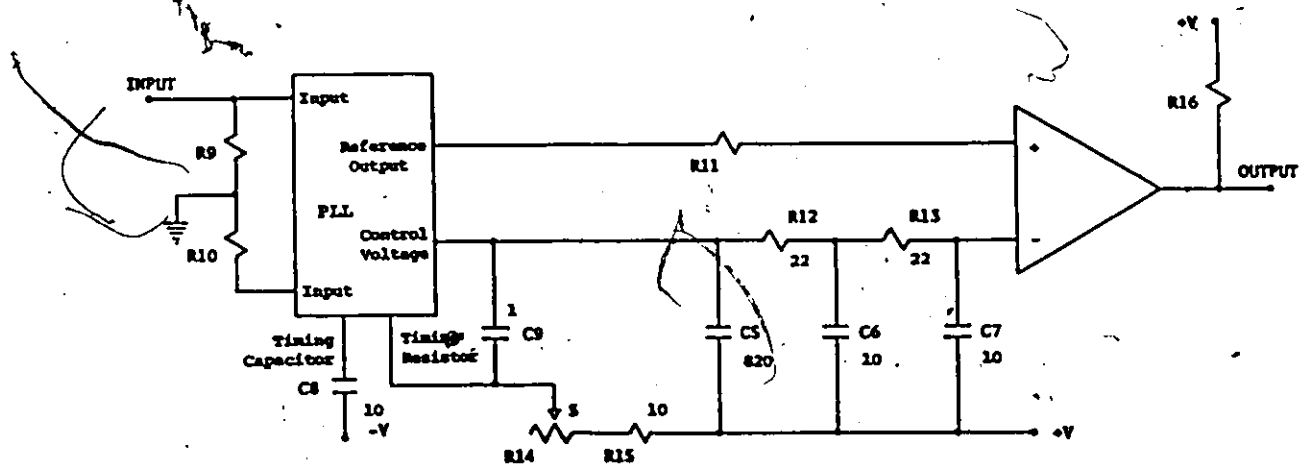 +V
R16
INPUT
Input
R9
Reference
Output
R11
+
OUTPUT
PLL
R12
R13
R10
Control
Voltage
22
22
-
Input
1
C9
Timing
Capacitor
Timing
Resistor
C5
820
C6
10
C7
10
C8
10
-V
5
10
R14
R15
+V